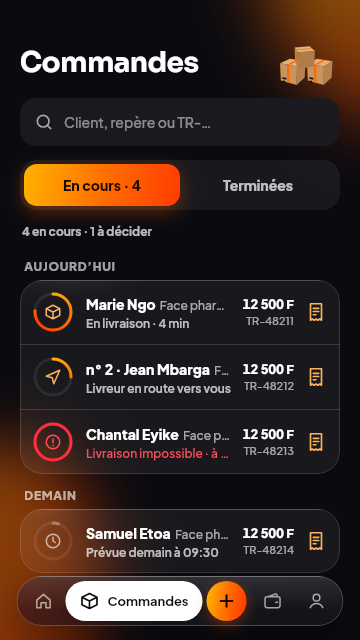 Commandes
Client, repère ou TR-...
En cours · 4
Terminées
4 en cours · 1 à décider
AUJOURD'HUI
Marie Ngo Face phar... 12 500 F
En livraison · 4 min TR-48211
n° 2 · Jean Mbarga F... 12 500 F
Livreur en route vers vous TR-48212
Chantal Eyike Face p... 12 500 F
Livraison impossible · à ... TR-48213
DEMAIN
Samuel Etoa Face ph... 12 500 F
Prévue demain à 09:30 TR-48214
Commandes